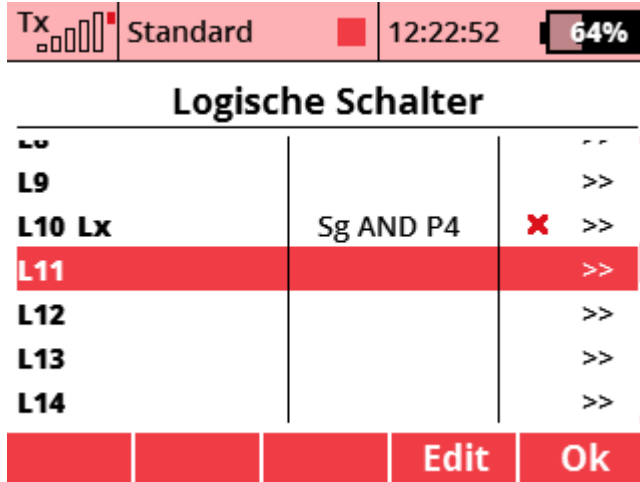 Tx Standard 12:22:52 64%
Logische Schalter
L9 >>
L10 Lx Sg AND P4 ✖ >>
L11 >>
L12 >>
L13 >>
L14 >>
Edit Ok